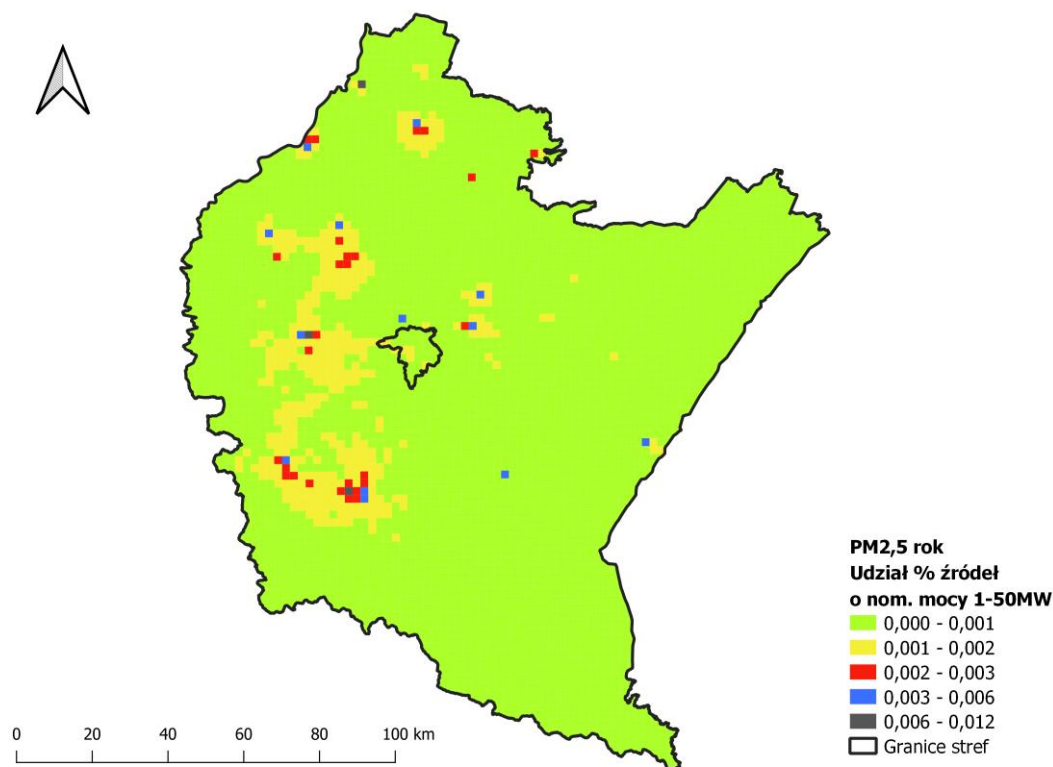 PM2,5 rok
Udział % źródeł
o nom. mocy 1-50MW
0,000 - 0,001
0,001 - 0,002
0,002 - 0,003
0,003 - 0,006
0,006 - 0,012
Granice stref
0 20 40 60 80 100 km